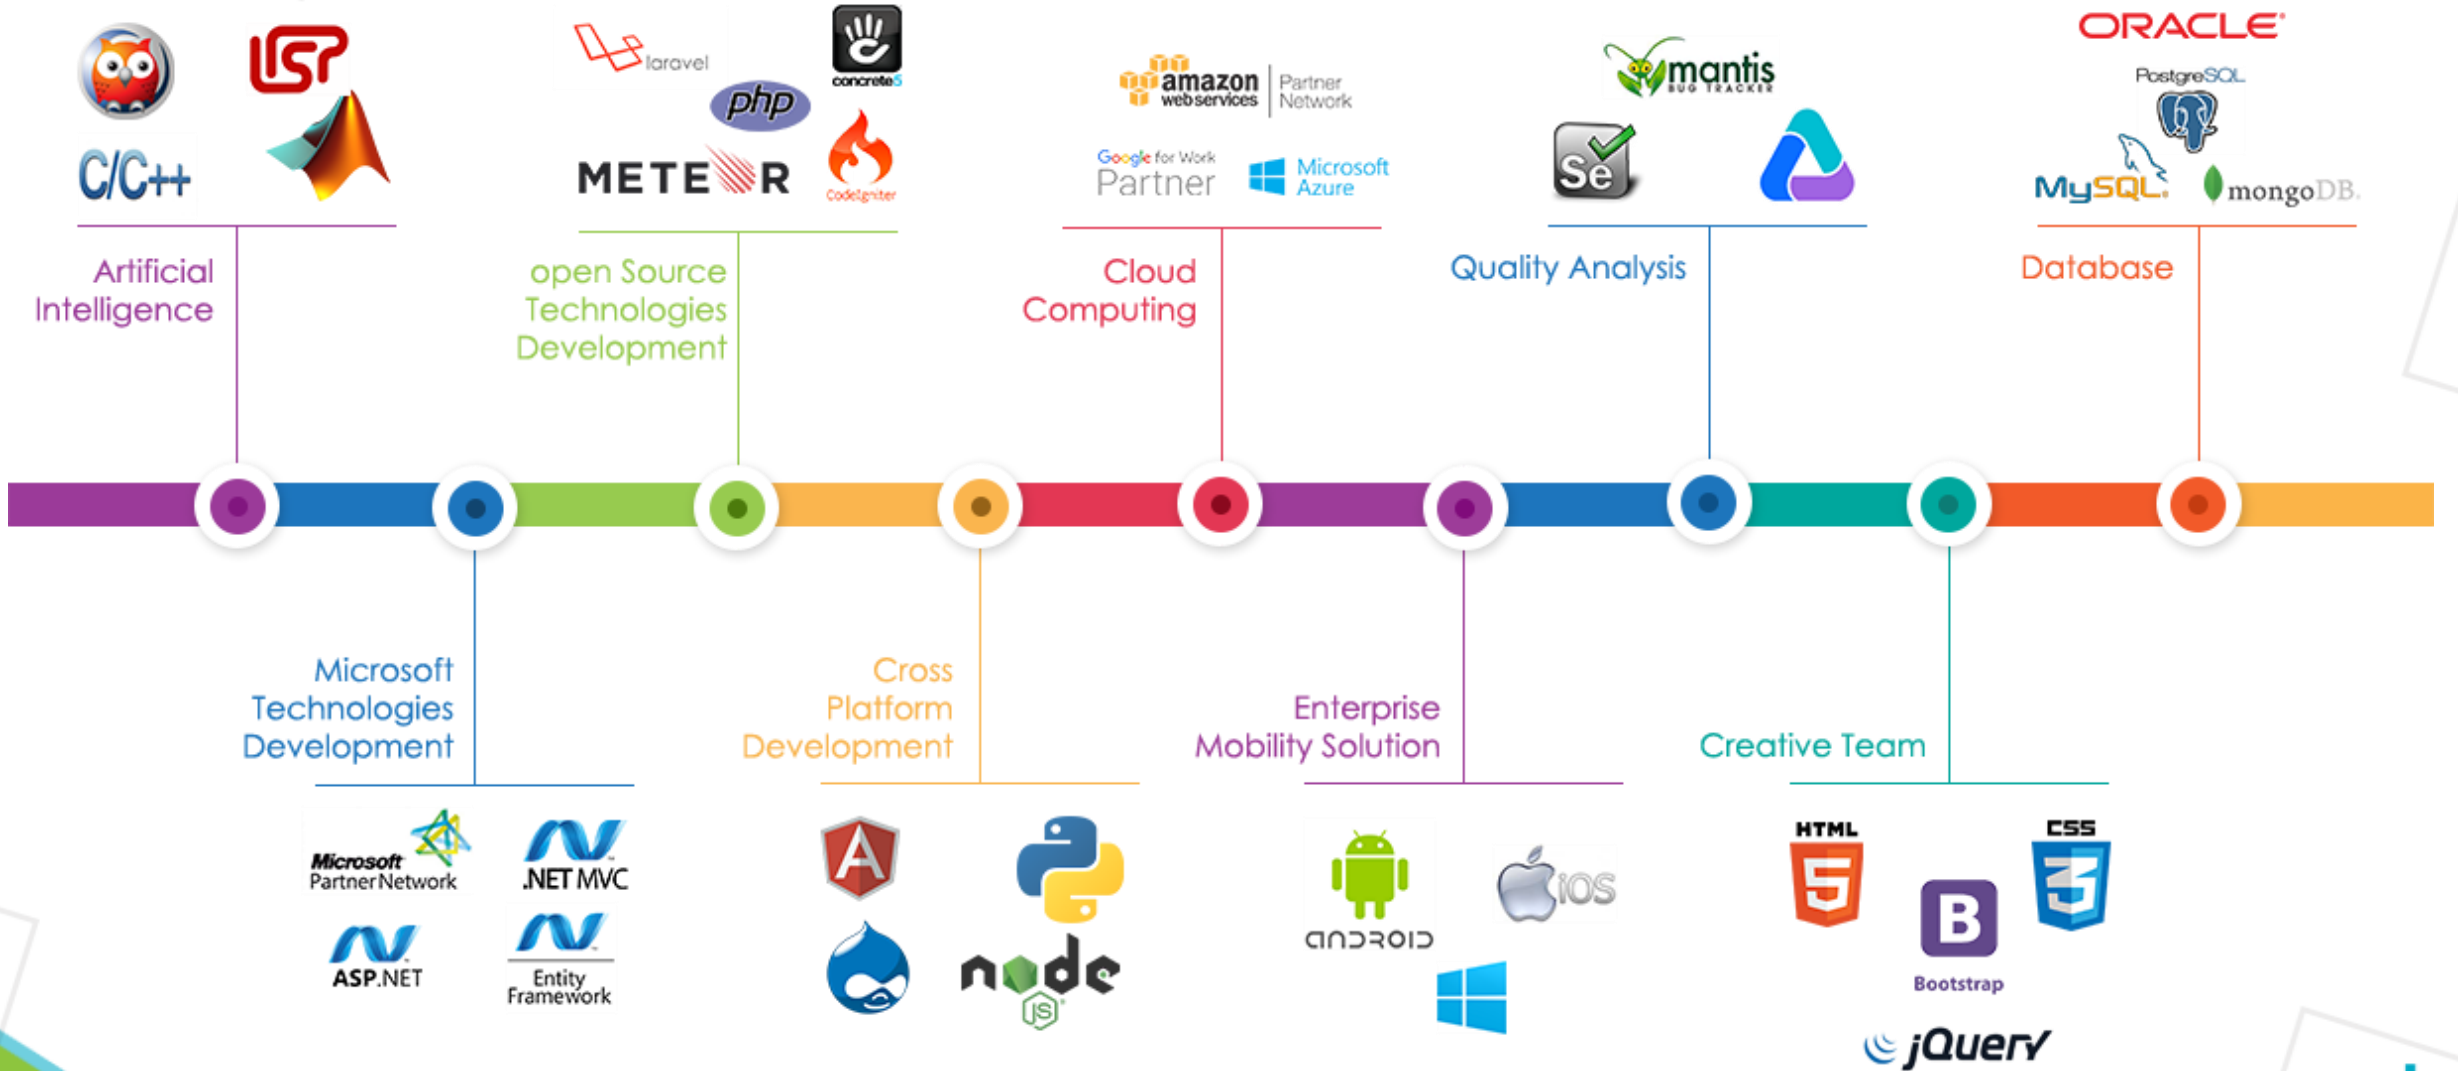 LISP
C/C++
Artificial
Intelligence
laravel
php
concrete5
METEOR
CodeIgniter
open Source
Technologies
Development
amazon
webservices
Partner
Network
Google for Work
Partner
Microsoft
Azure
Cloud
Computing
mantis
BUG TRACKER
Se
Quality Analysis
ORACLE
PostgreSQL
MySQL.
mongoDB.
Database
Microsoft
Technologies
Development
Microsoft
Partner Network
.NET MVC
ASP.NET
Entity
Framework
Cross
Platform
Development
A
node
JS
Enterprise
Mobility Solution
ANDROID
iOS
Creative Team
HTML
5
CSS
3
B
Bootstrap
jQuery